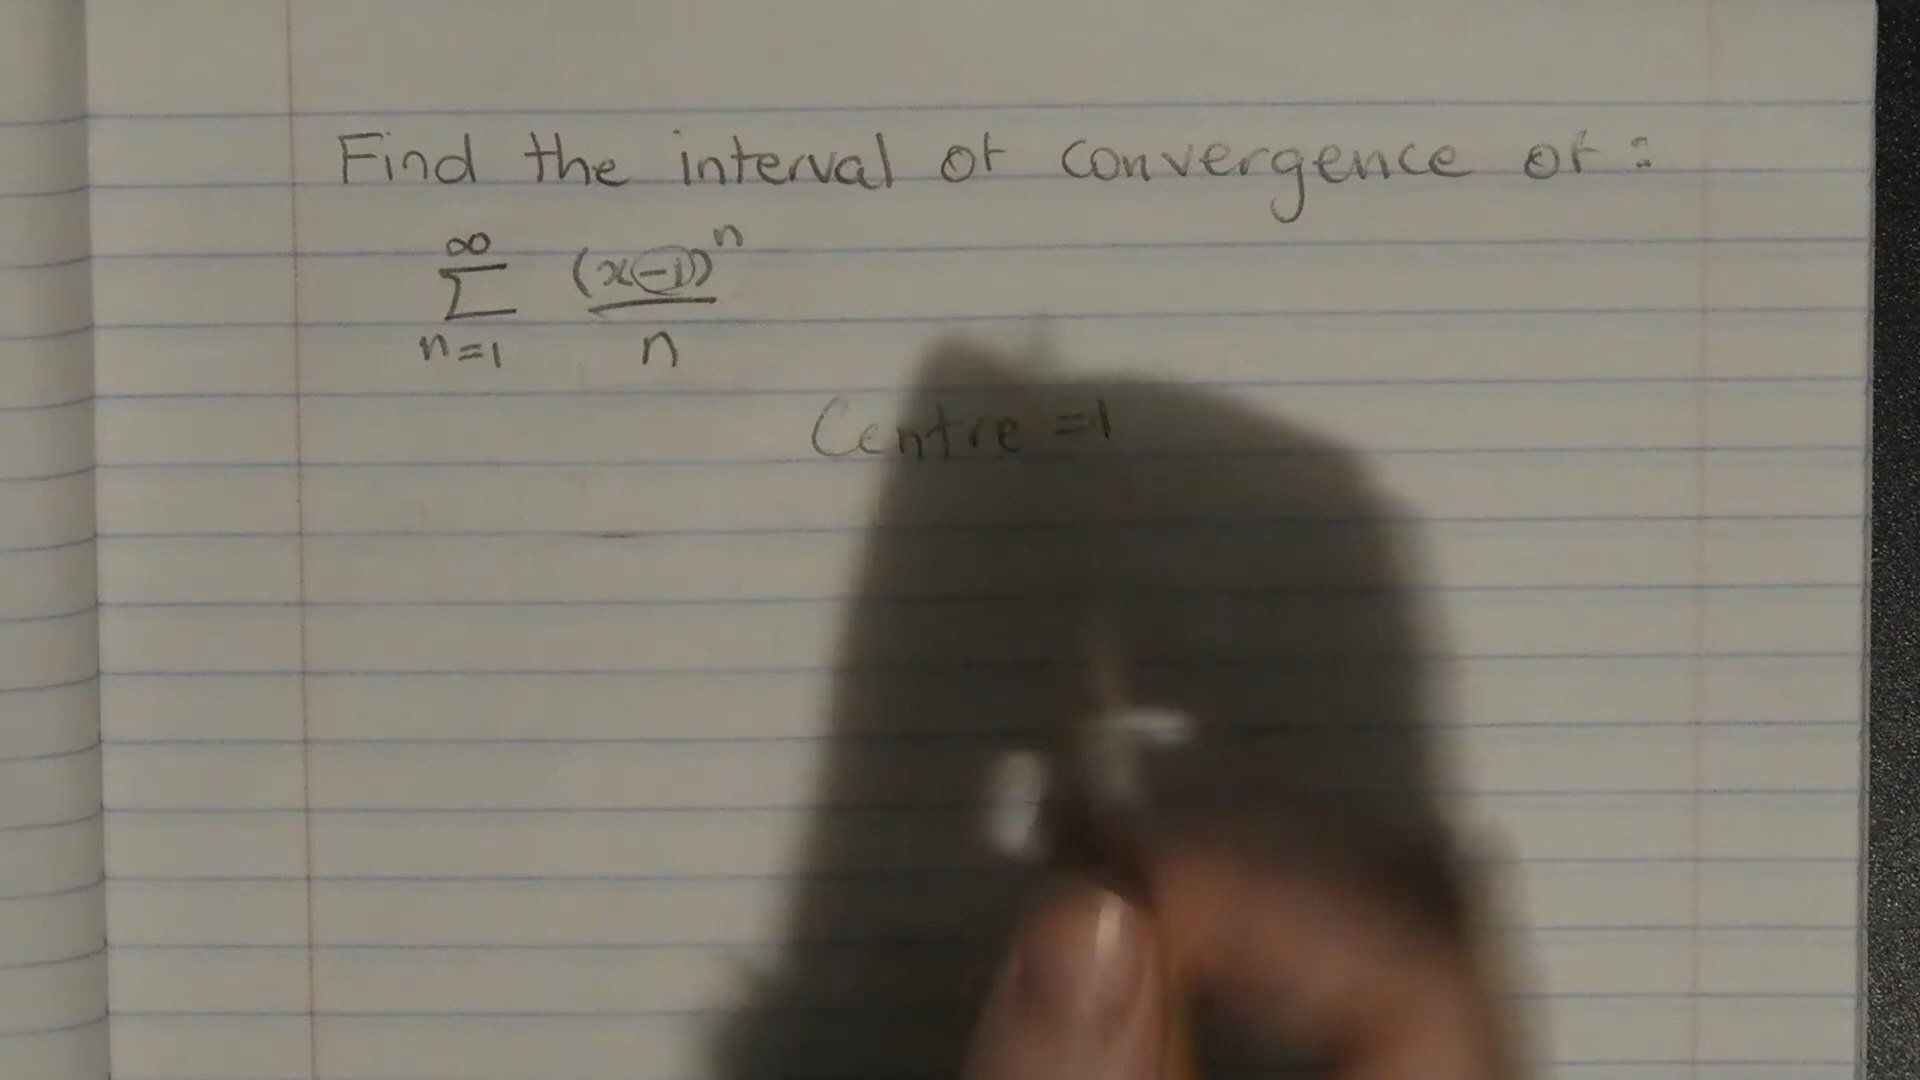 Find the interval of convergence of :
∞
∑ (x-1)^n / n
n=1
Centre = 1